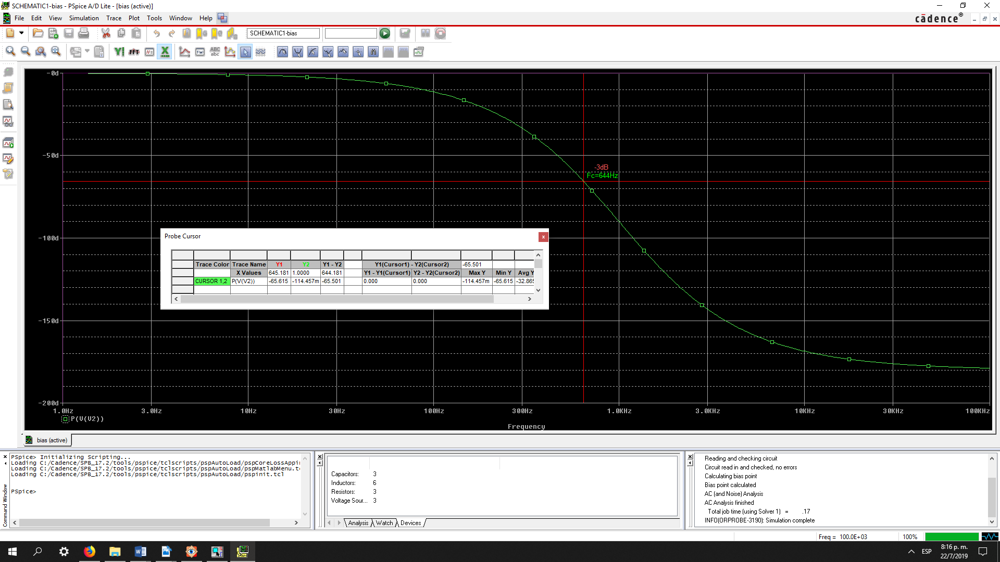 SCHEMATIC1-bias - PSpice A/D Lite - [bias (active)]
File Edit View Simulation Trace Plot Tools Window Help
cādence®
SCHEMATIC1-bias
FFT
ABC
abc
-0d
-50d
-100d
-150d
-200d
-3dB
Fc=644Hz
Probe Cursor
Trace Color Trace Name Y1 Y2 Y1 - Y2 Y1(Cursor1) - Y2(Cursor2) -65.501
X Values 645.181 1.0000 644.181 Y1 - Y1(Cursor1) Y2 - Y2(Cursor2) Max Y Min Y Avg Y
CURSOR 1,2 P(V(V2)) -65.615 -114.457m -65.501 0.000 0.000 -114.457m -65.615 -32.865
1.0Hz 3.0Hz 10Hz 30Hz 100Hz 300Hz 1.0KHz 3.0KHz 10KHz 30KHz 100KHz
P(V(V2))
Frequency
bias (active)
Command Window
PSpice> Initializing Scripting...
Loading C:/Cadence/SPB_17.2/tools/pspice/tclscripts/pspAutoLoad/pspCoreLossAppin
Loading C:/Cadence/SPB_17.2/tools/pspice/tclscripts/pspAutoLoad/pspMatlabMenu.t
Loading C:/Cadence/SPB_17.2/tools/pspice/tclscripts/pspAutoLoad/pspinit.tcl
PSpice>
Capacitors: 3
Inductors: 6
Resistors: 3
Voltage Sour... 3
Analysis Watch Devices
Reading and checking circuit
Circuit read in and checked, no errors
Calculating bias point
Bias point calculated
AC (and Noise) Analysis
AC Analysis finished
Total job time (using Solver 1) = .17
INFO(ORPROBE-3190): Simulation complete
Freq = 100.0E+03 100%
ESP
8:16 p. m.
22/7/2019